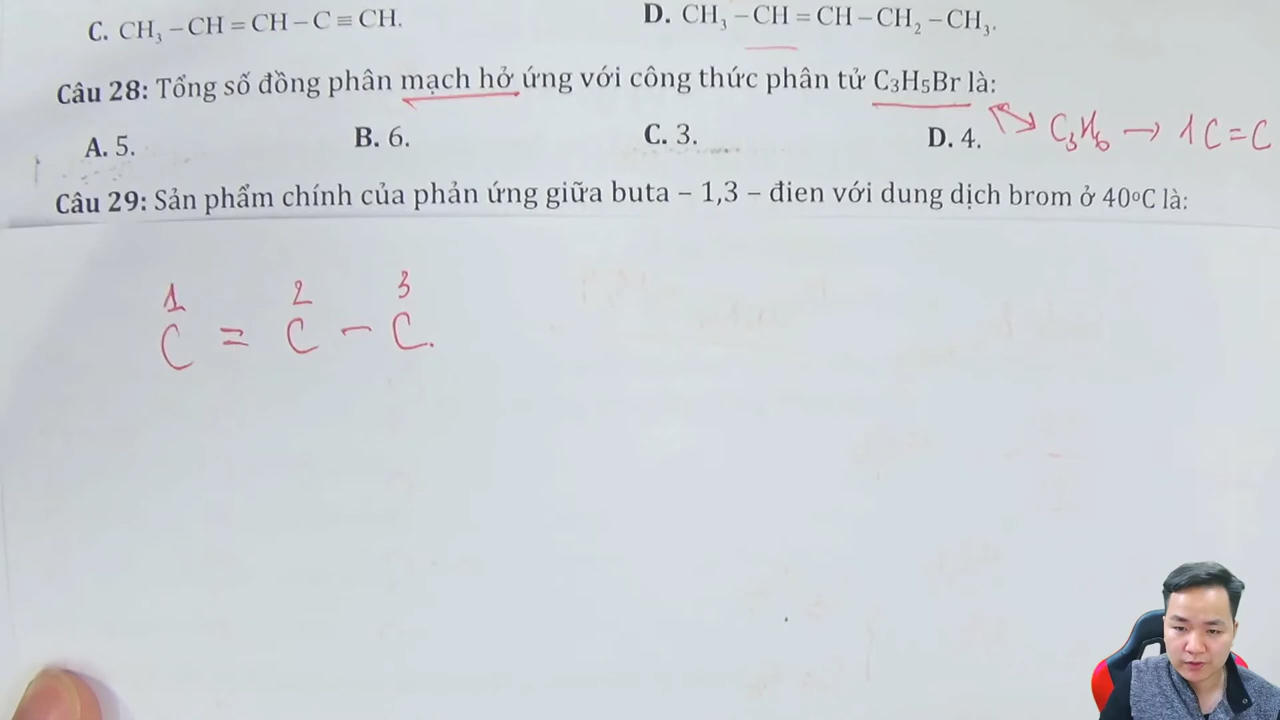 C. CH₃ – CH = CH – C ≡ CH.
D. CH₃ – CH = CH – CH₂ – CH₃.
Câu 28: Tổng số đồng phân mạch hở ứng với công thức phân tử C₃H₅Br là:
C₃H₆ → 1 C = C
A. 5.
B. 6.
C. 3.
D. 4.
Câu 29: Sản phẩm chính của phản ứng giữa buta – 1,3 – đien với dung dịch brom ở 40ºC là:
1 2 3
C = C – C.